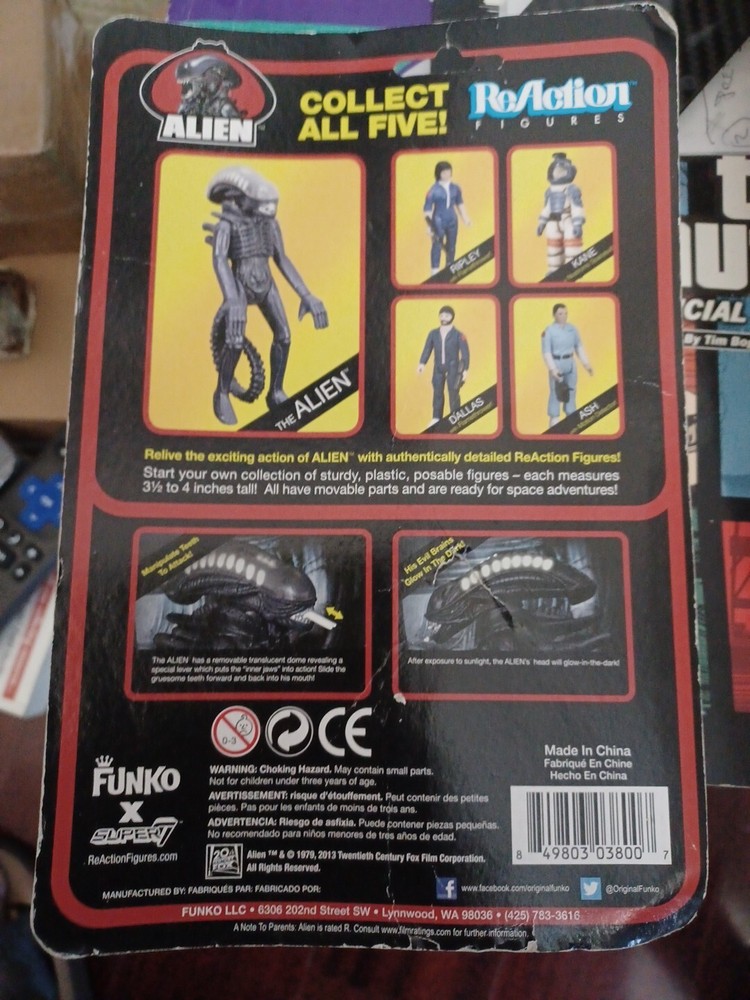 ALIEN™
COLLECT
ALL FIVE!
ReAction™
FIGURES
THE ALIEN™
RIPLEY
KANE
DALLAS
ASH
Relive the exciting action of ALIEN™ with authentically detailed ReAction Figures!
Start your own collection of sturdy, plastic, posable figures – each measures
3½ to 4 inches tall! All have movable parts and are ready for space adventures!
Manipulate Teeth
To Attack!
His Evil Brains
Glow In The Dark!
The ALIEN has a removable translucent dome revealing a
special lever which puts the "inner jaws" into action! Slide the
gruesome teeth forward and back into his mouth!
After exposure to sunlight, the ALIEN's head will glow-in-the-dark!
0-3
CE
FUNKO
X
SUPER7
ReActionFigures.com
WARNING: Choking Hazard. May contain small parts.
Not for children under three years of age.
AVERTISSEMENT: risque d'étouffement. Peut contenir des petites
pièces. Pas pour les enfants de moins de trois ans.
ADVERTENCIA: Riesgo de asfixia. Puede contener piezas pequeñas.
No recomendado para niños menores de tres años de edad.
Made In China
Fabriqué En Chine
Hecho En China
8 49803 03800 7
20th
FOX
Alien ™ & © 1979, 2013 Twentieth Century Fox Film Corporation.
All Rights Reserved.
MANUFACTURED BY: FABRIQUÉS PAR: FABRICADO POR:
www.facebook.com/originalfunko
@OriginalFunko
FUNKO LLC • 6306 202nd Street SW • Lynnwood, WA 98036 • (425) 783-3616
A Note To Parents: Alien is rated R. Consult www.filmratings.com for further information.
CIAL
By Tim